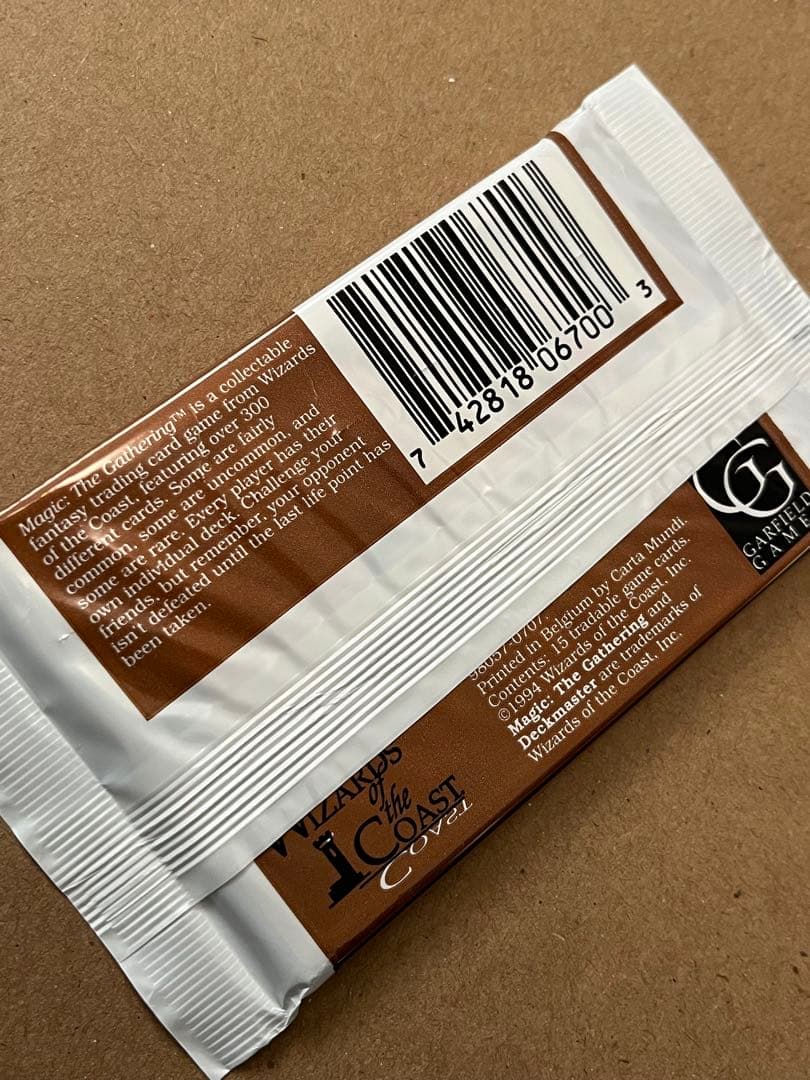 Magic: The Gathering™ is a collectable
fantasy trading card game from Wizards
of the Coast, featuring over 300
different cards. Some are fairly
common, some are uncommon, and
some are rare. Every player has their
own individual deck. Challenge your
friends, but remember, your opponent
isn't defeated until the last life point has
been taken.
7 42818 06700 3
GG
GARFIELD
GAMES
Printed in Belgium by Carta Mundi.
Contents: 15 tradable game cards.
©1994 Wizards of the Coast, Inc.
Magic: The Gathering and
Deckmaster are trademarks of
Wizards of the Coast, Inc.
WIZARDS
of
the
COAST